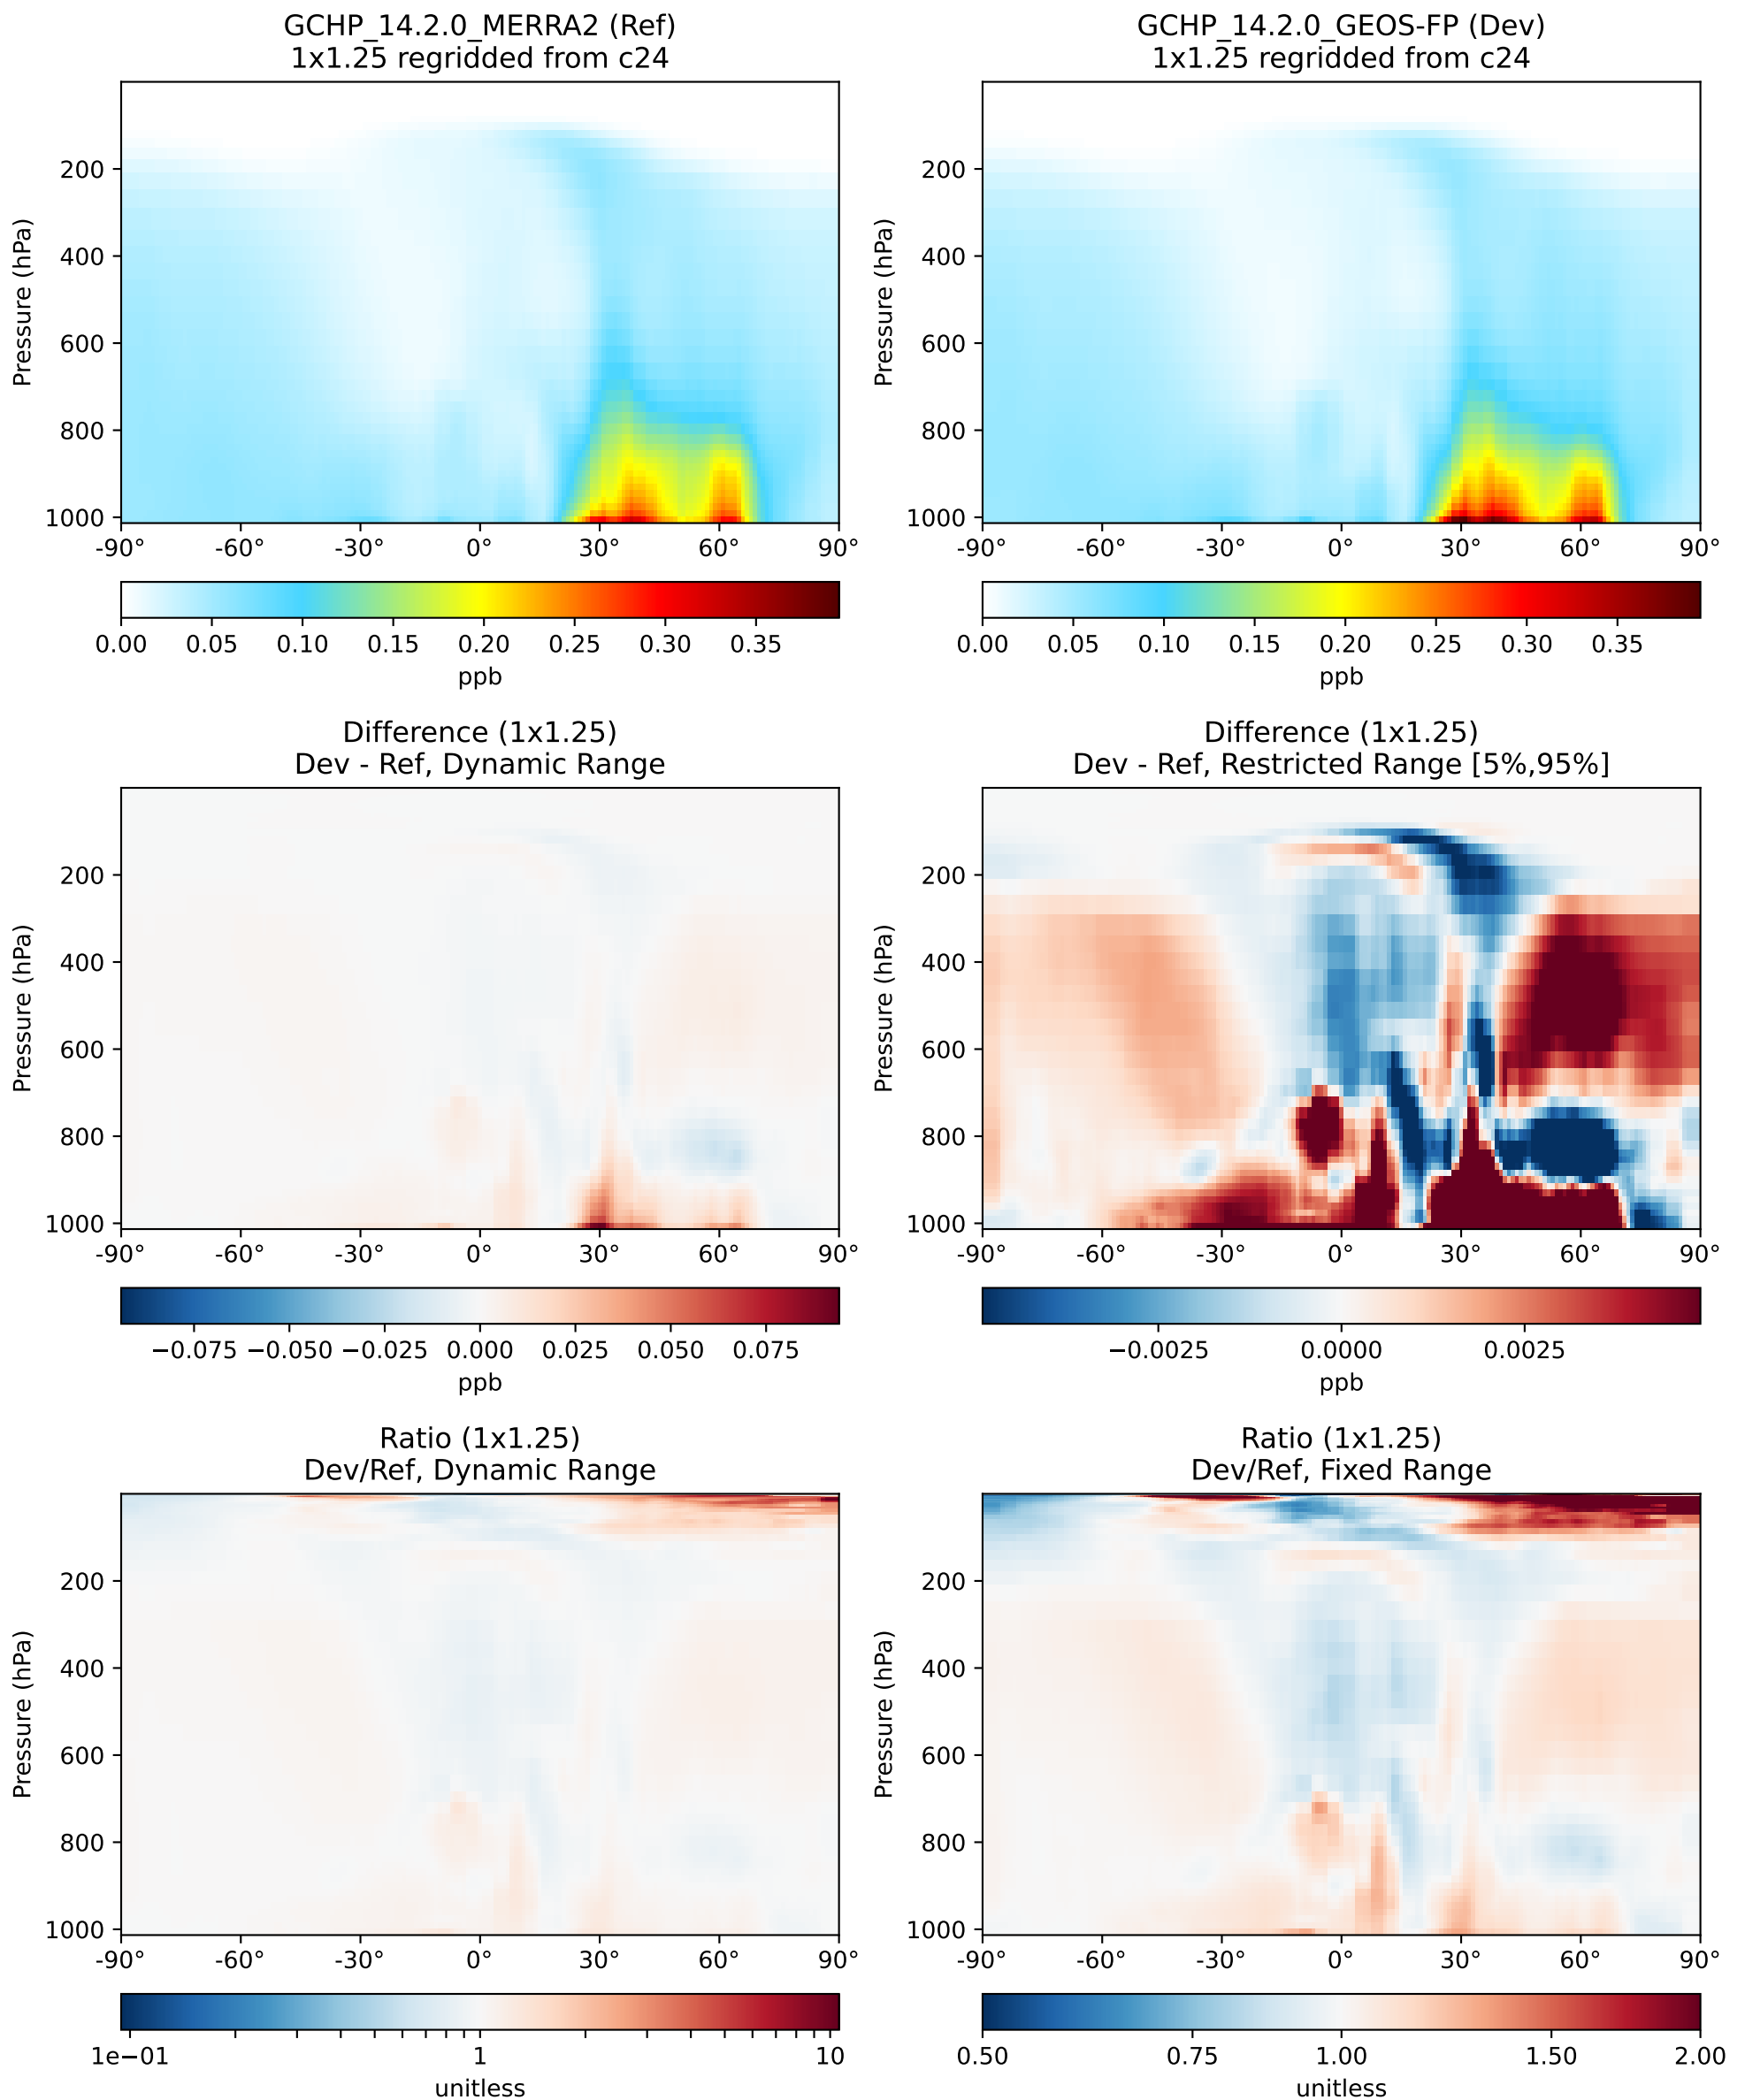 GCHP_14.2.0_MERRA2 (Ref)
1x1.25 regridded from c24
Pressure (hPa)
200
400
600
800
1000
-90° -60° -30° 0° 30° 60° 90°
0.00 0.05 0.10 0.15 0.20 0.25 0.30 0.35
ppb
GCHP_14.2.0_GEOS-FP (Dev)
1x1.25 regridded from c24
Pressure (hPa)
200
400
600
800
1000
-90° -60° -30° 0° 30° 60° 90°
0.00 0.05 0.10 0.15 0.20 0.25 0.30 0.35
ppb
Difference (1x1.25)
Dev - Ref, Dynamic Range
Pressure (hPa)
200
400
600
800
1000
-90° -60° -30° 0° 30° 60° 90°
−0.075 −0.050 −0.025 0.000 0.025 0.050 0.075
ppb
Difference (1x1.25)
Dev - Ref, Restricted Range [5%,95%]
Pressure (hPa)
200
400
600
800
1000
-90° -60° -30° 0° 30° 60° 90°
−0.0025 0.0000 0.0025
ppb
Ratio (1x1.25)
Dev/Ref, Dynamic Range
Pressure (hPa)
200
400
600
800
1000
-90° -60° -30° 0° 30° 60° 90°
1e−01 1 10
unitless
Ratio (1x1.25)
Dev/Ref, Fixed Range
Pressure (hPa)
200
400
600
800
1000
-90° -60° -30° 0° 30° 60° 90°
0.50 0.75 1.00 1.50 2.00
unitless